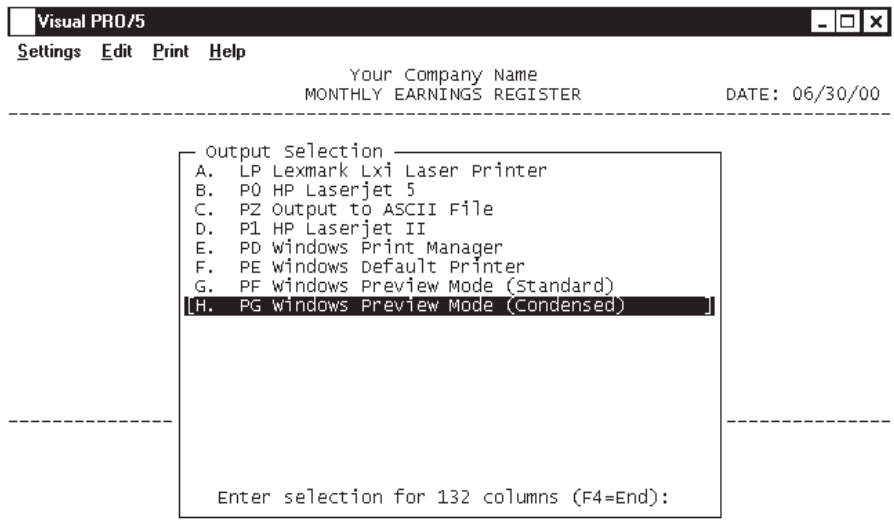 Visual PRO/5
Settings Edit Print Help
Your Company Name
MONTHLY EARNINGS REGISTER DATE: 06/30/00
Output Selection
A. LP Lexmark Lxi Laser Printer
B. P0 HP Laserjet 5
C. PZ Output to ASCII File
D. P1 HP Laserjet II
E. PD Windows Print Manager
F. PE Windows Default Printer
G. PF Windows Preview Mode (Standard)
[H. PG Windows Preview Mode (Condensed) ]
Enter selection for 132 columns (F4=End):